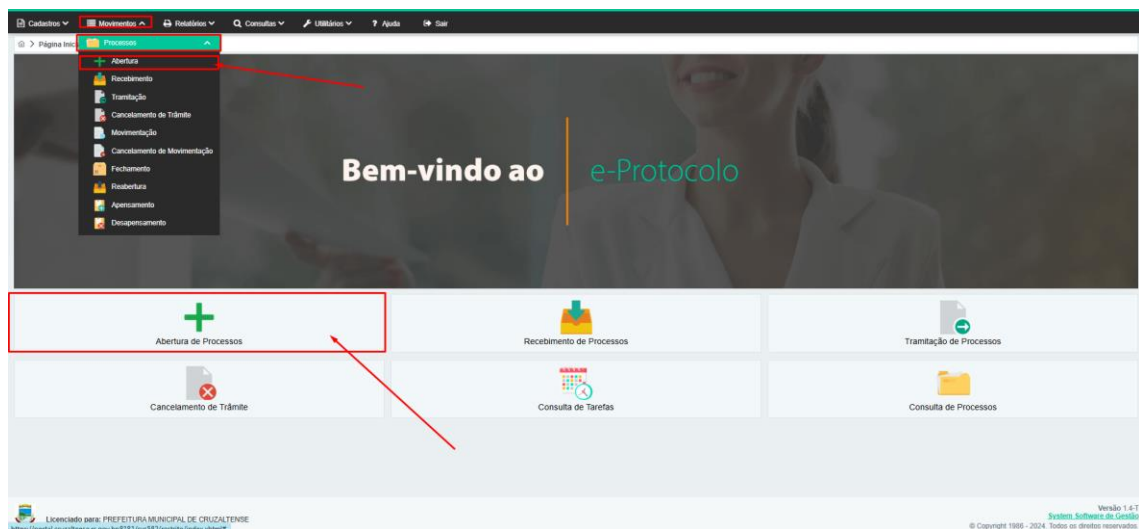 Cadastros Movimentos Relatórios Consultas Utilitários ? Ajuda Sair
Página Iníc
Processos
Abertura
Recebimento
Tramitação
Cancelamento de Trâmite
Movimentação
Cancelamento de Movimentação
Fechamento
Reabertura
Apensamento
Desapensamento
Bem-vindo ao e-Protocolo
Abertura de Processos Recebimento de Processos Tramitação de Processos
Cancelamento de Trâmite Consulta de Tarefas Consulta de Processos
Versão 1.4-T
System Software de Gestão
Licenciado para: PREFEITURA MUNICIPAL DE CRUZALTENSE
© Copyright 1986 - 2024. Todos os direitos reservados.